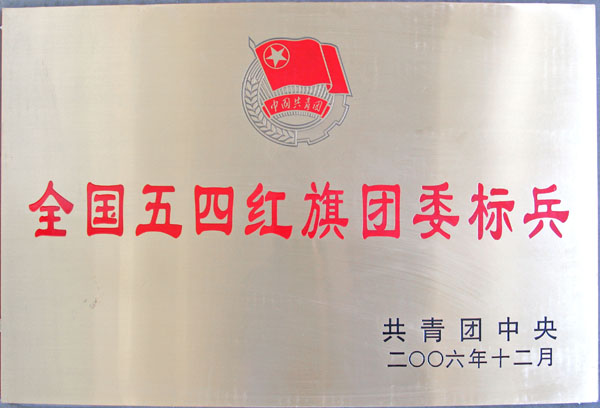 中国共青团
全国五四红旗团委标兵
共青团中央
二〇〇六年十二月